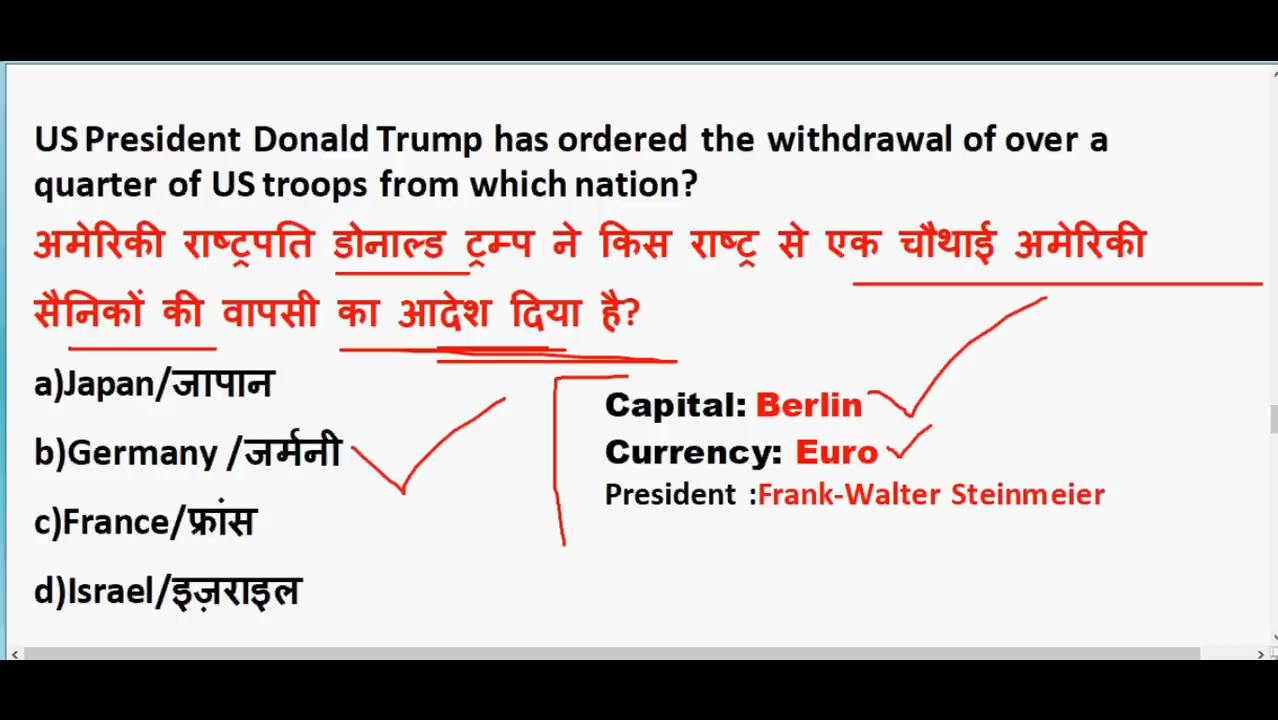 US President Donald Trump has ordered the withdrawal of over a
quarter of US troops from which nation?
अमेरिकी राष्ट्रपति डोनाल्ड ट्रम्प ने किस राष्ट्र से एक चौथाई अमेरिकी
सैनिकों की वापसी का आदेश दिया है?
a)Japan/जापान
b)Germany /जर्मनी
c)France/फ्रांस
d)Israel/इज़राइल
Capital: Berlin
Currency: Euro
President :Frank-Walter Steinmeier